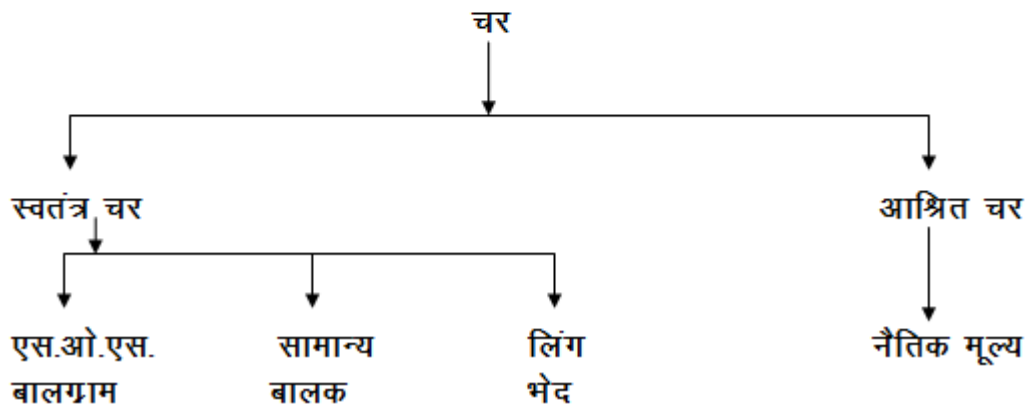 चर
स्वतंत्र चर
आश्रित चर
एस.ओ.एस.
बालग्राम
सामान्य
बालक
लिंग
भेद
नैतिक मूल्य